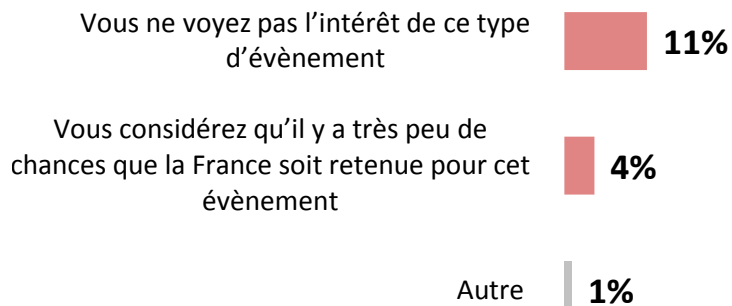 Vous ne voyez pas l’intérêt de ce type
d’évènement
11%
Vous considérez qu’il y a très peu de
chances que la France soit retenue pour cet
évènement
4%
Autre
1%